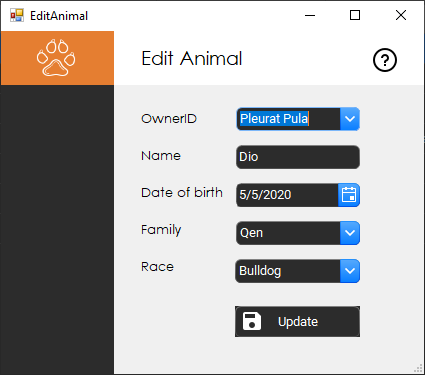 EditAnimal
Edit Animal
?
OwnerID Pleurat Pula
Name Dio
Date of birth 5/5/2020
Family Qen
Race Bulldog
Update